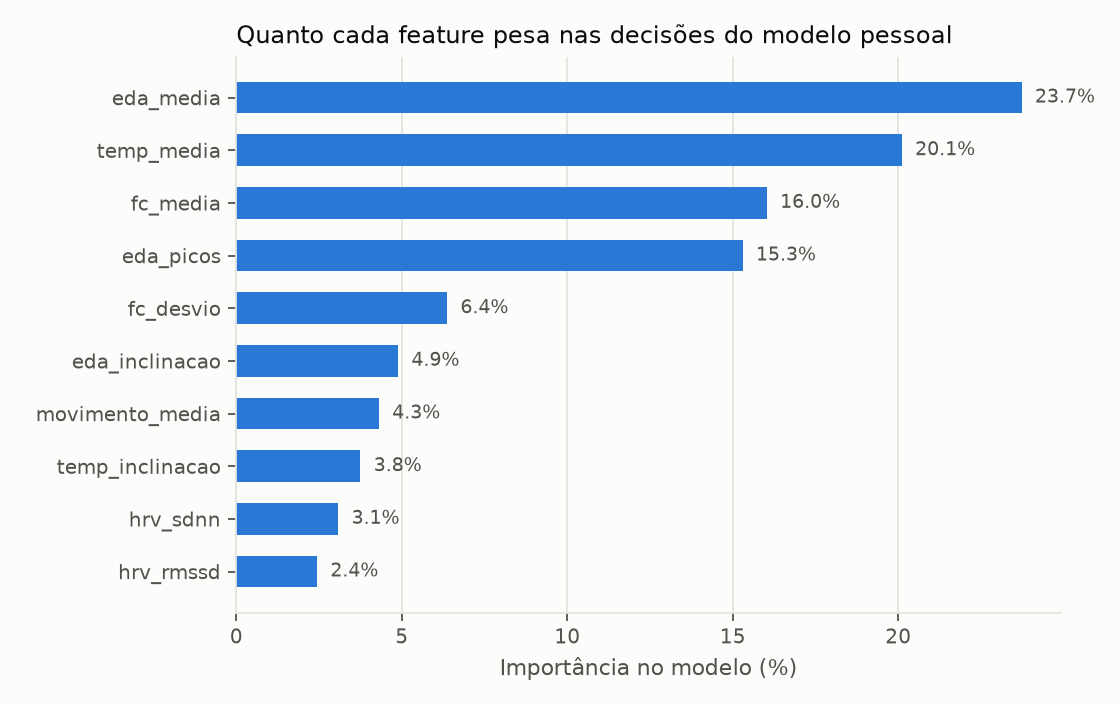 Quanto cada feature pesa nas decisões do modelo pessoal
eda_media 23.7%
temp_media 20.1%
fc_media 16.0%
eda_picos 15.3%
fc_desvio 6.4%
eda_inclinacao 4.9%
movimento_media 4.3%
temp_inclinacao 3.8%
hrv_sdnn 3.1%
hrv_rmssd 2.4%
0 5 10 15 20
Importância no modelo (%)